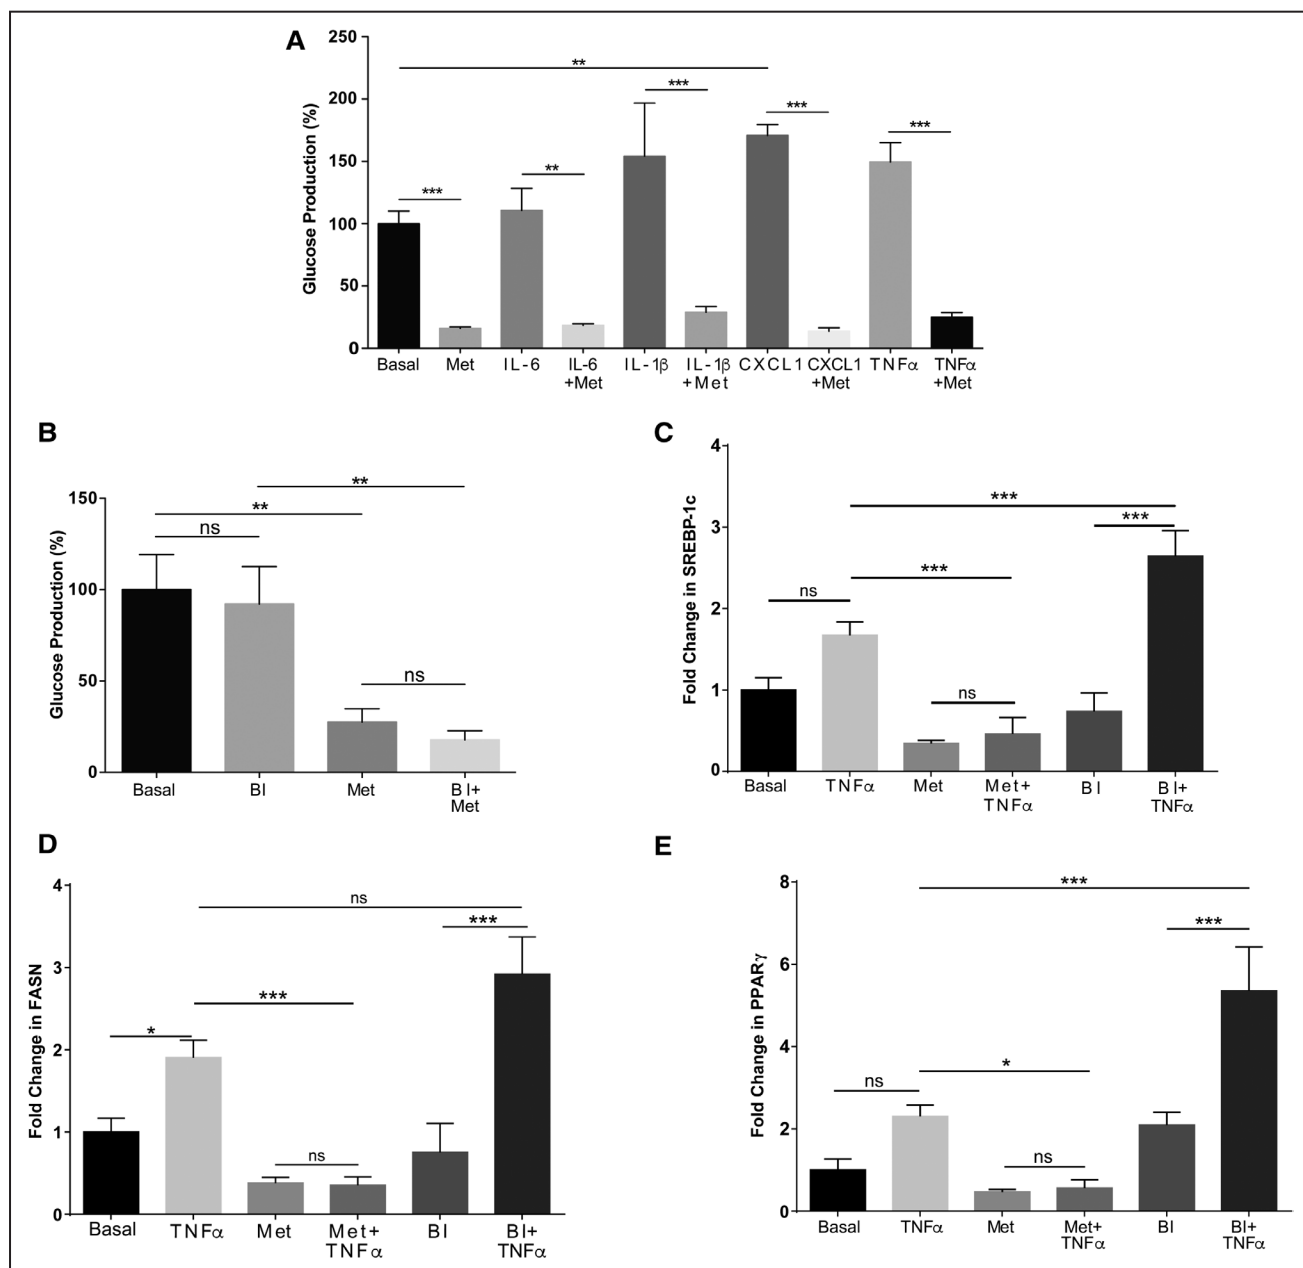 A
250
200
150
100
50
0
Glucose Production (%)
**
***
***
***
**
***
Basal Met IL-6 IL-6 IL-1β IL-1β CXCL1 CXCL1 TNFα TNFα
+Met +Met +Met +Met
B
150
100
50
0
Glucose Production (%)
**
**
ns
ns
Basal BI Met BI+
Met
C
4
3
2
1
0
Fold Change in SREBP-1c
***
***
***
ns
ns
Basal TNFα Met Met+ BI BI+
TNFα TNFα
D
4
3
2
1
0
Fold Change in FASN
ns
***
***
*
ns
Basal TNFα Met Met+ BI BI+
TNFα TNFα
E
8
6
4
2
0
Fold Change in PPARγ
***
***
*
ns
ns
Basal TNFα Met Met+ BI BI+
TNFα TNFα